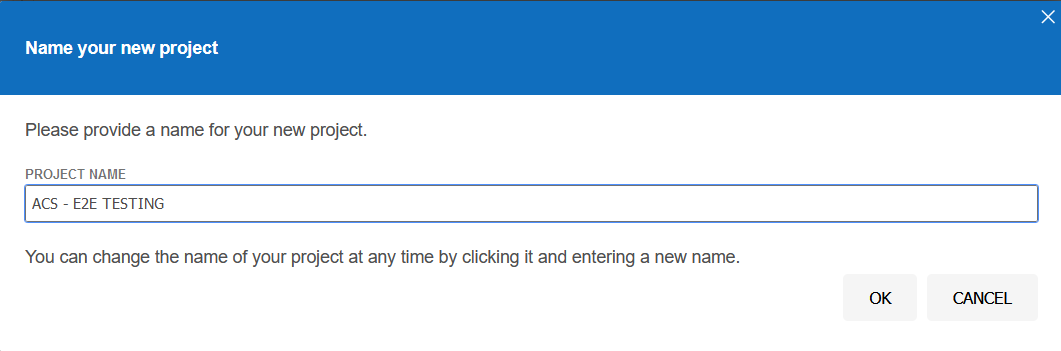 Name your new project
Please provide a name for your new project.
PROJECT NAME
ACS - E2E TESTING
You can change the name of your project at any time by clicking it and entering a new name.
OK CANCEL